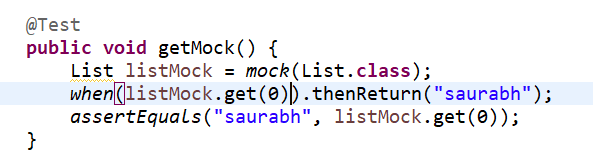 @Test
public void getMock() {
List listMock = mock(List.class);
when(listMock.get(0)).thenReturn("saurabh");
assertEquals("saurabh", listMock.get(0));
}